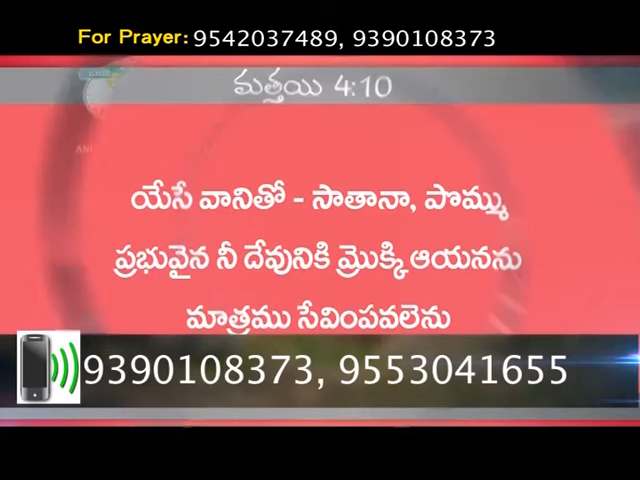 For Prayer: 9542037489, 9390108373
మత్తయి 4:10
యేసే వానితో - సాతానా, పొమ్ము
ప్రభువైన నీ దేవునికి మ్రొక్కి ఆయనను
మాత్రము సేవింపవలెను
9390108373, 9553041655